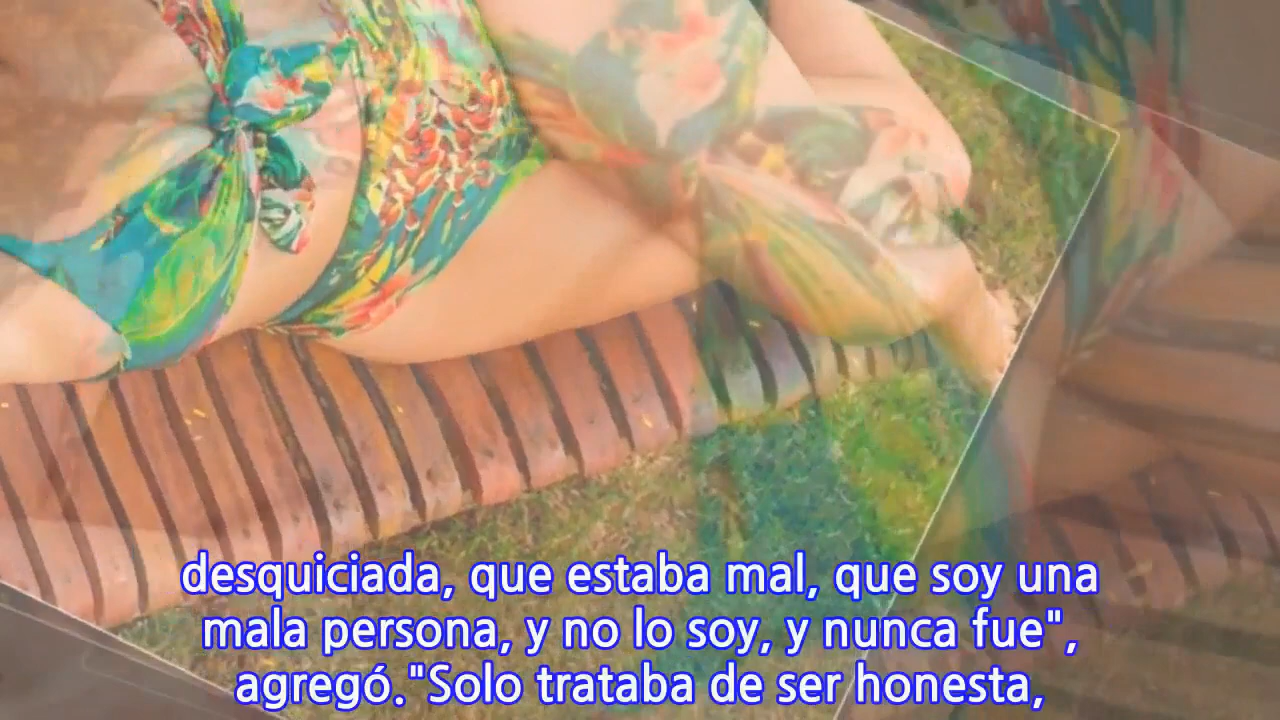 desquiciada, que estaba mal, que soy una
mala persona, y no lo soy, y nunca fue",
agregó."Solo trataba de ser honesta,